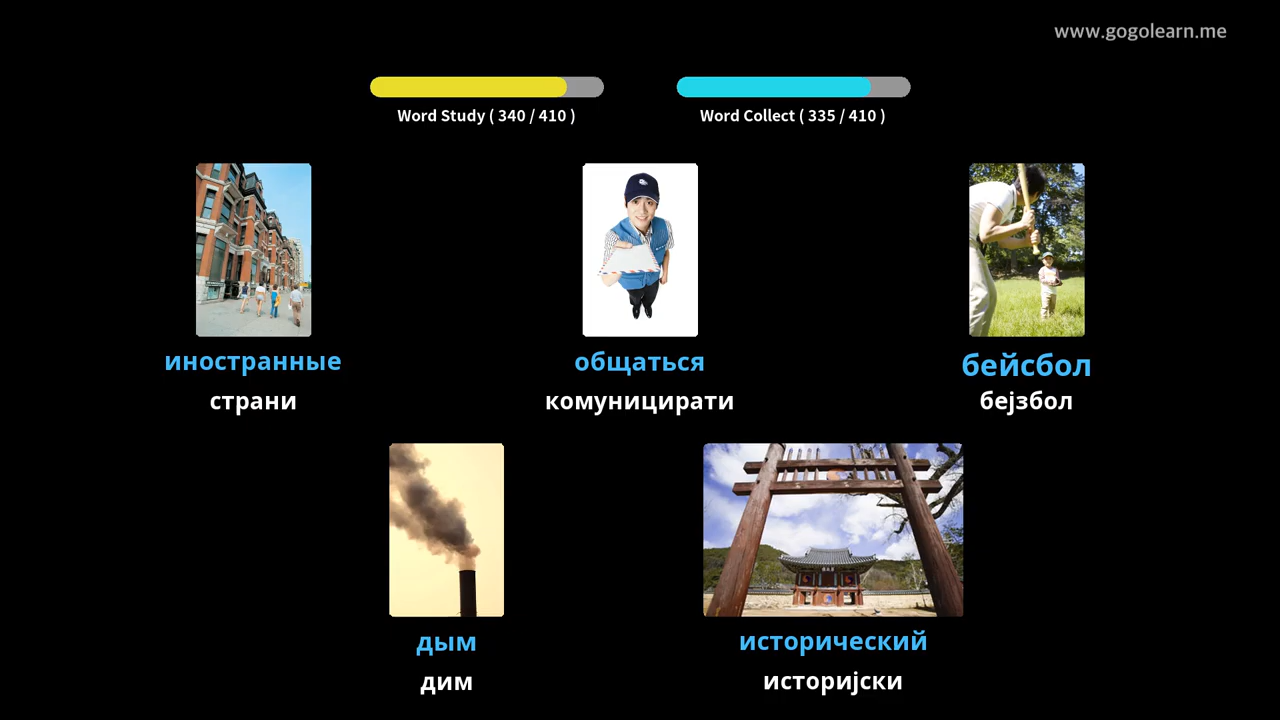 www.gogolearn.me
Word Study ( 340 / 410 )
Word Collect ( 335 / 410 )
иностранные
страни
общаться
комуницирати
бейсбол
бејзбол
дым
дим
исторический
историјски